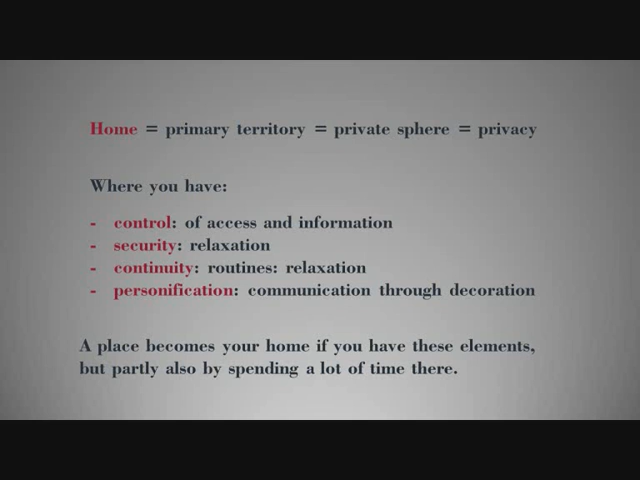 Home = primary territory = private sphere = privacy
Where you have:
- control: of access and information
- security: relaxation
- continuity: routines: relaxation
- personification: communication through decoration
A place becomes your home if you have these elements,
but partly also by spending a lot of time there.